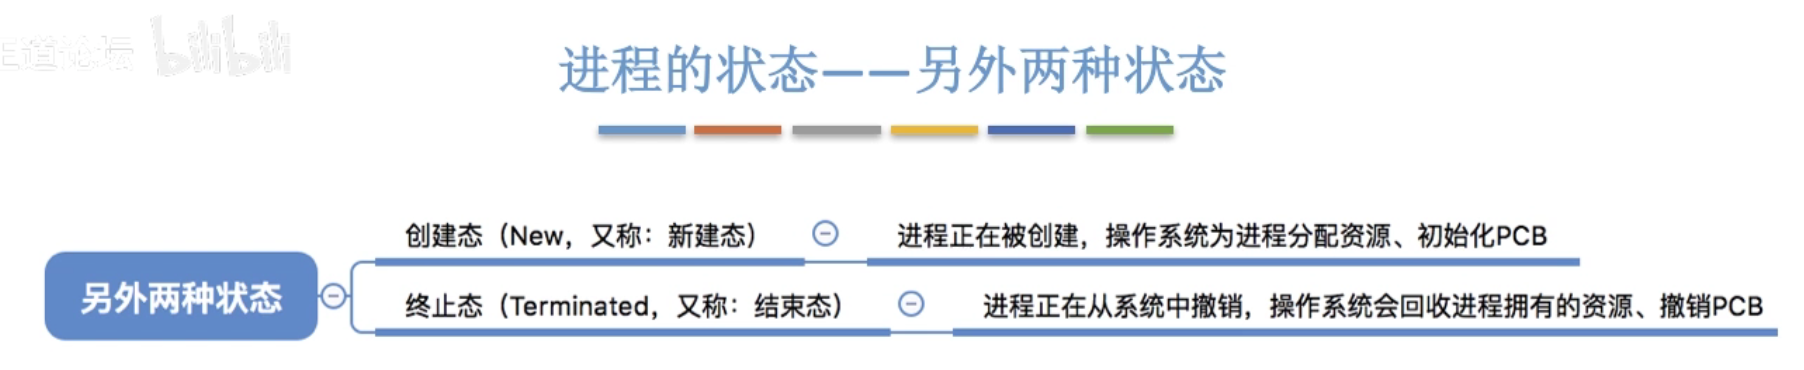 王道论坛 bilibili
进程的状态——另外两种状态
另外两种状态
创建态（New，又称：新建态）
进程正在被创建，操作系统为进程分配资源、初始化PCB
终止态（Terminated，又称：结束态）
进程正在从系统中撤销，操作系统会回收进程拥有的资源、撤销PCB